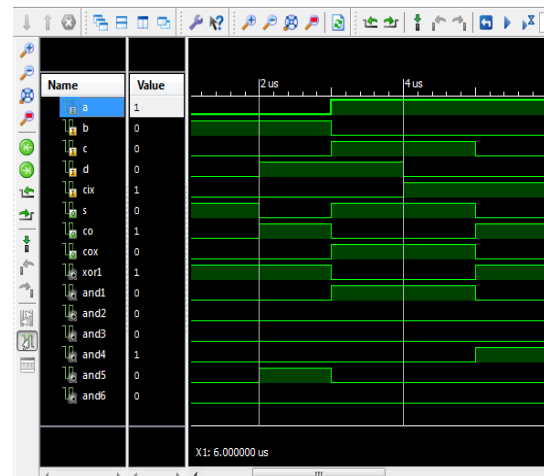 Name Value
2 us 4 us
a 1
b 0
c 0
d 0
cix 1
s 0
co 1
cox 0
xor1 1
and1 0
and2 0
and3 0
and4 1
and5 0
and6 0
X1: 6.000000 us